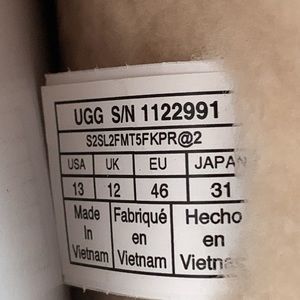 UGG S/N 1122991
S2SL2FMT5FKPR@2
USA UK EU JAPAN
13 12 46 31
Made Fabriqué Hecho
In en en
Vietnam Vietnam Vietnam